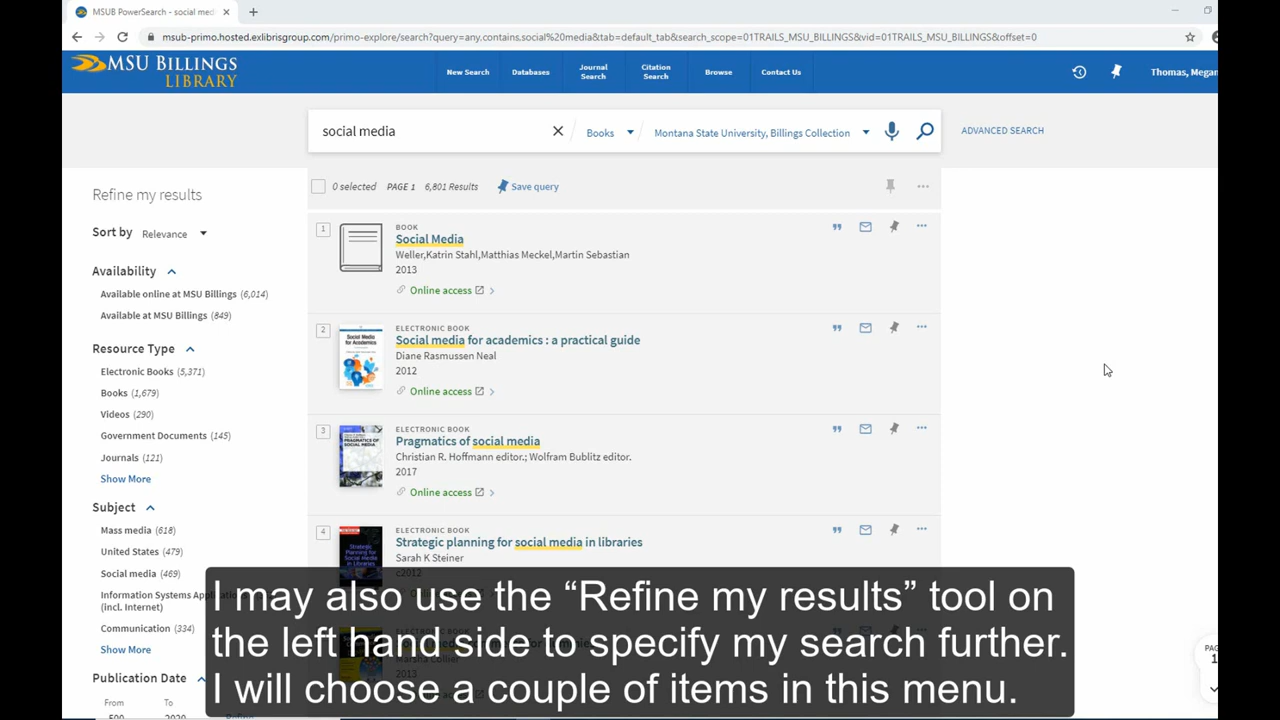 MSUB PowerSearch - social med
msub-primo.hosted.exlibrisgroup.com/primo-explore/search?query=any.contains.social%20media&tab=default_tab&search_scope=01TRAILS_MSU_BILLINGS&vid=01TRAILS_MSU_BILLINGS&offset=0
MSU BILLINGS
LIBRARY
New Search
Databases
Journal
Search
Citation
Search
Browse
Contact Us
Thomas, Megan
social media
Books
Montana State University, Billings Collection
ADVANCED SEARCH
Refine my results
Sort by Relevance
Availability
Available online at MSU Billings (6,014)
Available at MSU Billings (849)
Resource Type
Electronic Books (5,371)
Books (1,679)
Videos (290)
Government Documents (145)
Journals (121)
Show More
Subject
Mass media (618)
United States (479)
Social media (469)
Information Systems
(incl. Internet)
Communication (334)
Show More
Publication Date
From To
0 selected PAGE 1 6,801 Results Save query
1
BOOK
Social Media
Weller,Katrin Stahl,Matthias Meckel,Martin Sebastian
2013
Online access
2
ELECTRONIC BOOK
Social media for academics : a practical guide
Diane Rasmussen Neal
2012
Online access
3
ELECTRONIC BOOK
Pragmatics of social media
Christian R. Hoffmann editor.; Wolfram Bublitz editor.
2017
Online access
4
ELECTRONIC BOOK
Strategic planning for social media in libraries
Sarah K Steiner
c2012
I may also use the “Refine my results” tool on
the left hand side to specify my search further.
I will choose a couple of items in this menu.
PAG
1